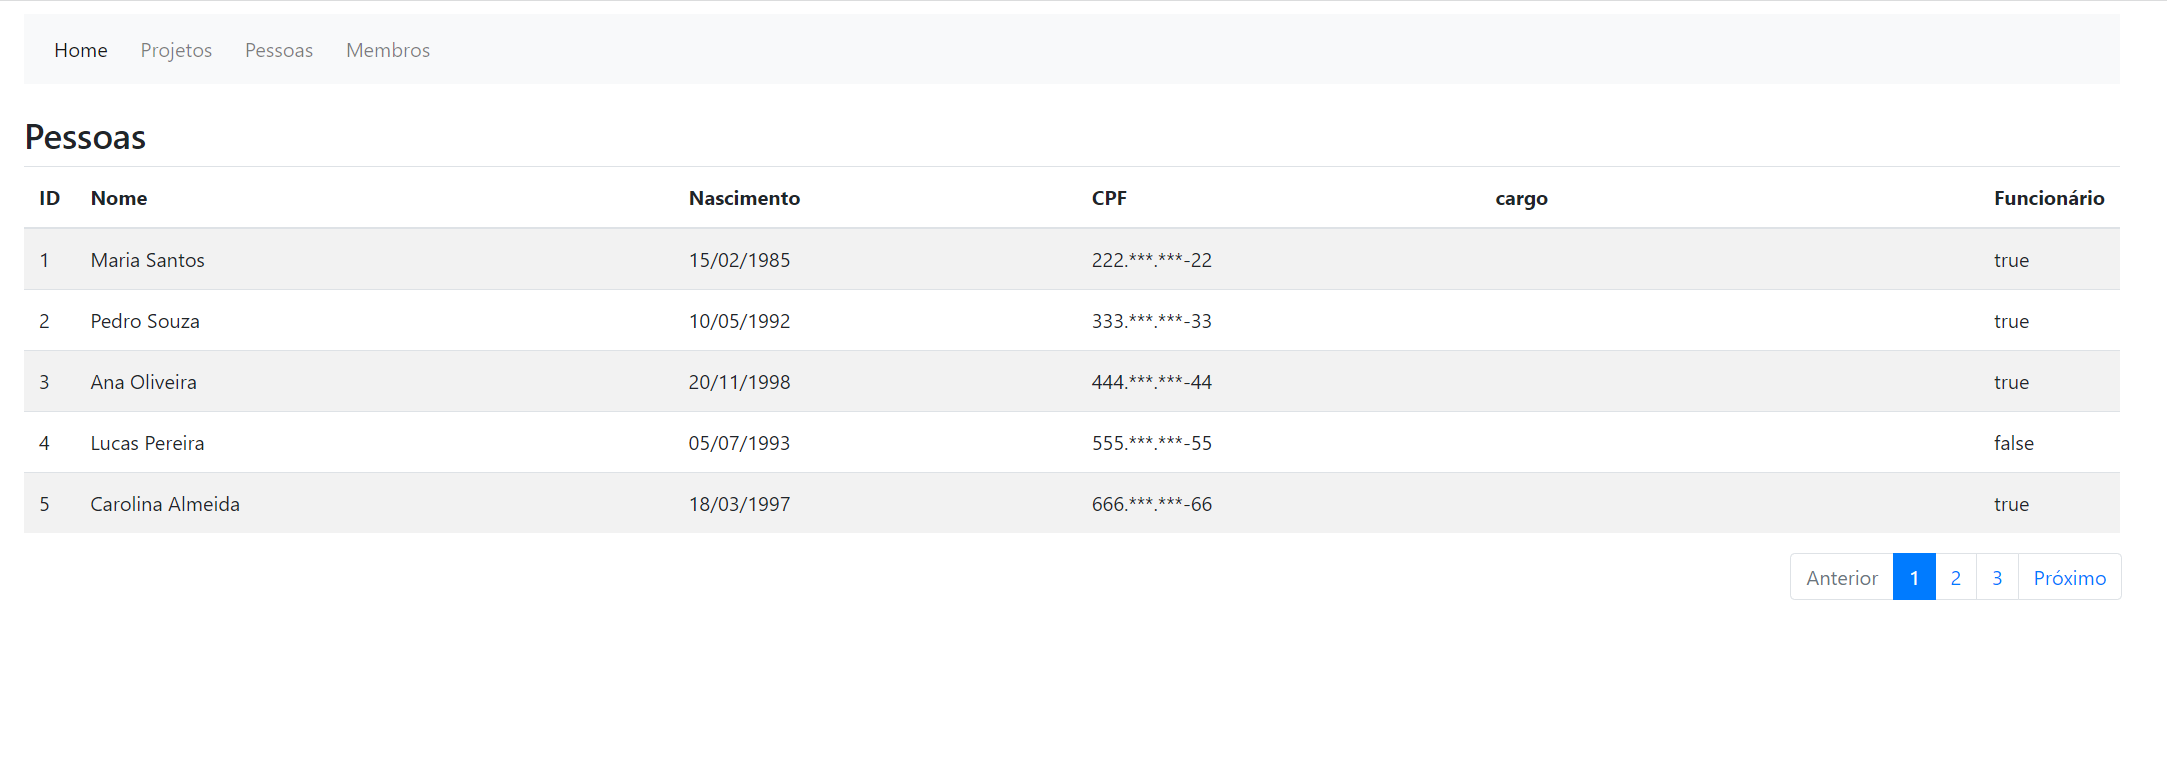 Home Projetos Pessoas Membros
Pessoas
ID Nome Nascimento CPF cargo Funcionário
1 Maria Santos 15/02/1985 222.***.***-22 true
2 Pedro Souza 10/05/1992 333.***.***-33 true
3 Ana Oliveira 20/11/1998 444.***.***-44 true
4 Lucas Pereira 05/07/1993 555.***.***-55 false
5 Carolina Almeida 18/03/1997 666.***.***-66 true
Anterior 1 2 3 Próximo